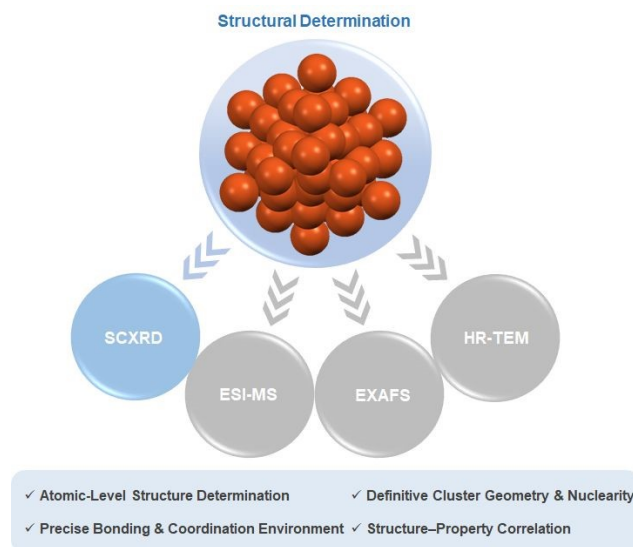 Structural Determination
SCXRD
HR-TEM
ESI-MS
EXAFS
✓ Atomic-Level Structure Determination
✓ Definitive Cluster Geometry & Nuclearity
✓ Precise Bonding & Coordination Environment
✓ Structure–Property Correlation